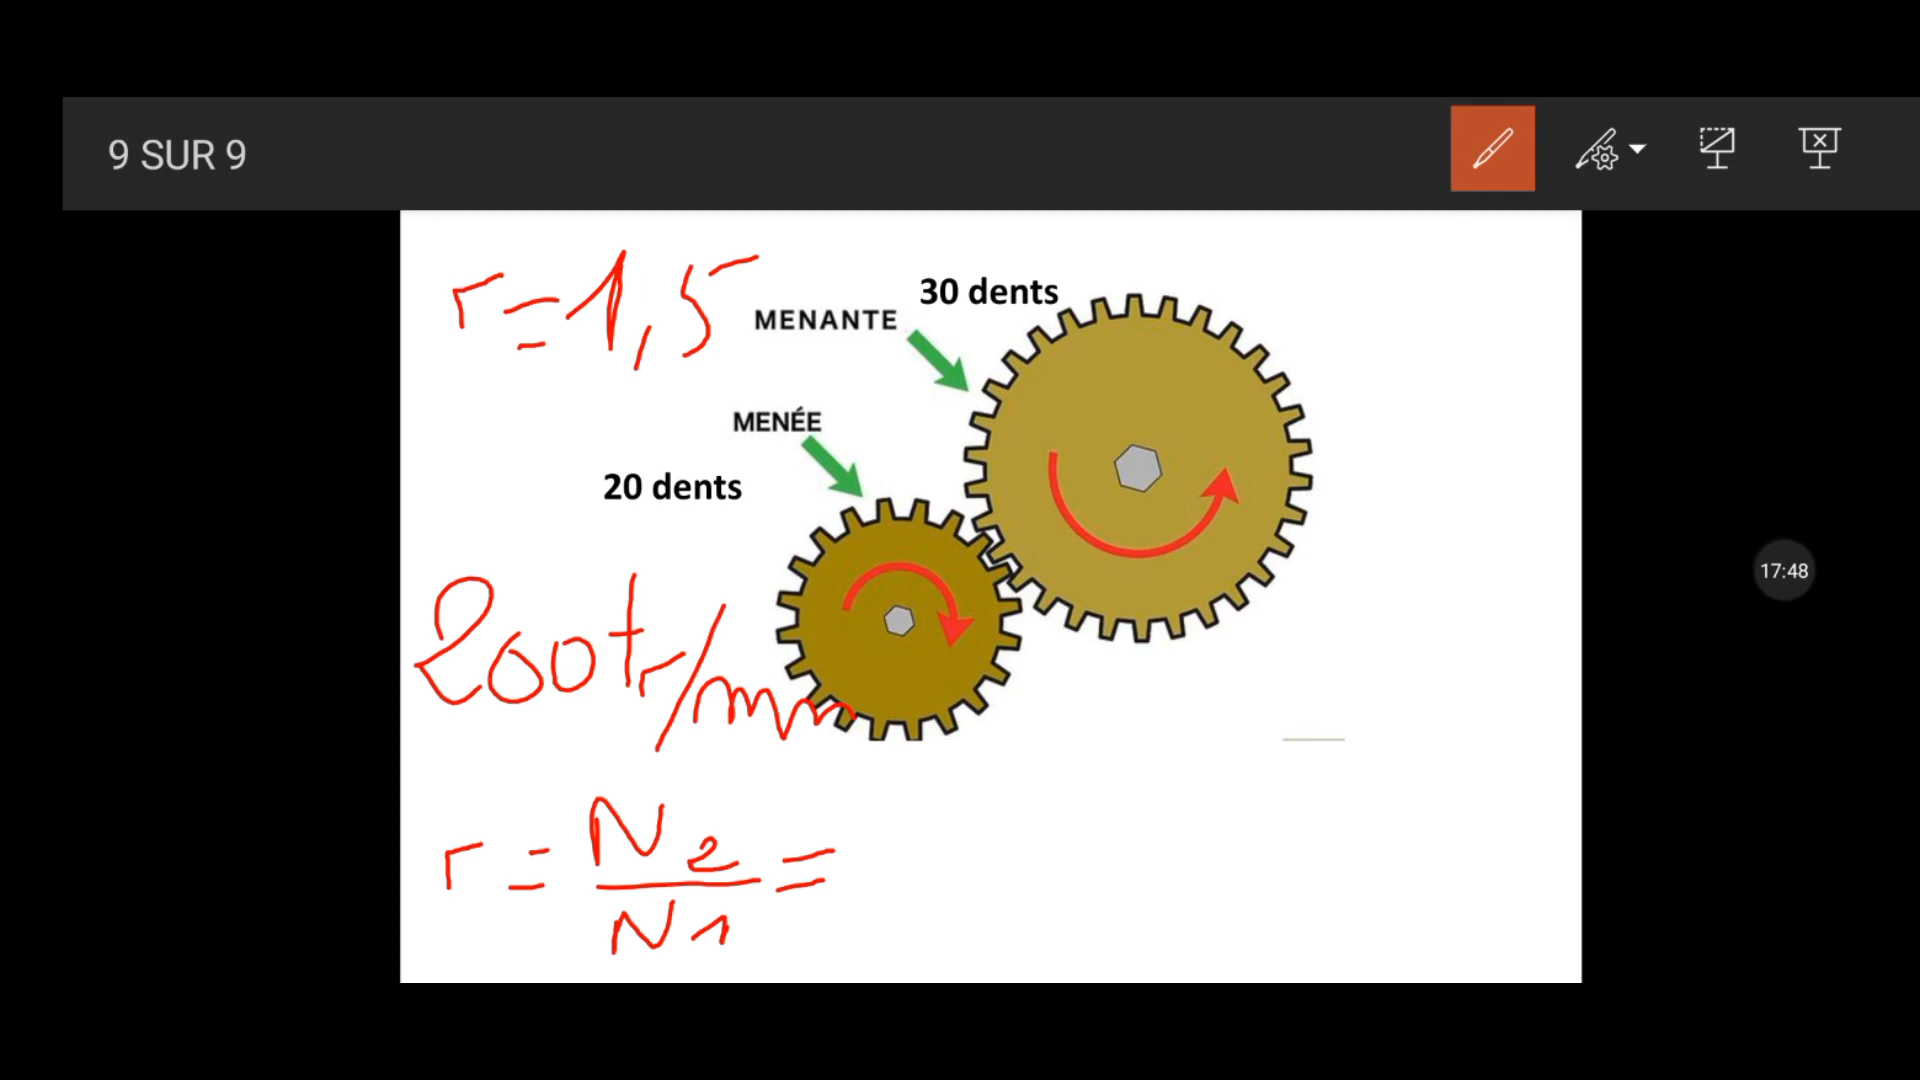 9 SUR 9
r=1,5
30 dents
MENANTE
MENÉE
20 dents
17:48
200tr/mn
r = N2/N1 =